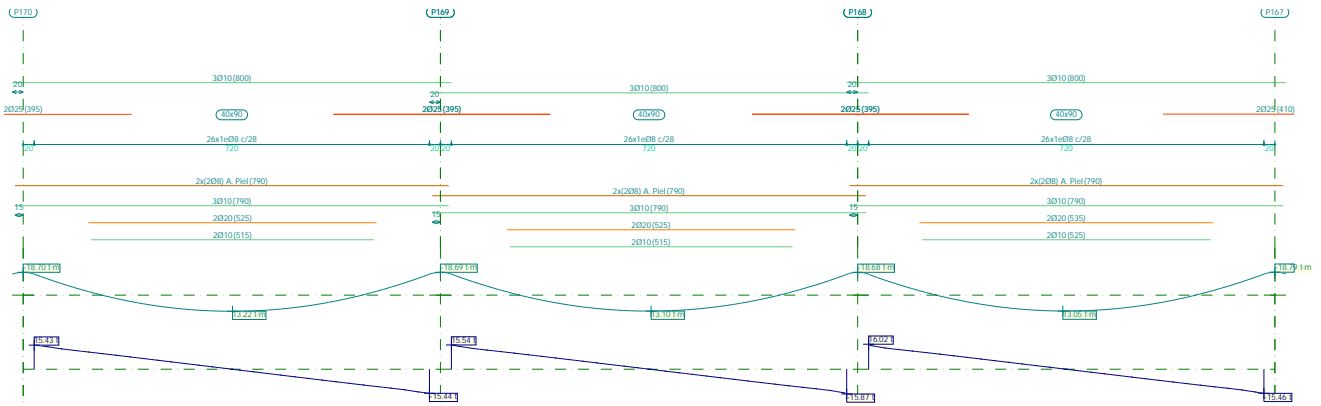 P170 P169 P168 P167
3Ø10(800) 3Ø10(800)
20 20
3Ø10(800)
20
2Ø25(395) 40x90 2Ø25(395) 40x90 2Ø25(395) 40x90 2Ø25(410)
26x1eØ8 c/28 26x1eØ8 c/28 26x1eØ8 c/28
20 720 20 20 720 20 20 720 20
2x(2Ø8) A. Piel(790) 2x(2Ø8) A. Piel(790)
2x(2Ø8) A. Piel(790)
3Ø10(790) 3Ø10(790)
15 15
3Ø10(790)
15
2Ø20(525) 2Ø20(535)
2Ø20(525)
2Ø10(515) 2Ø10(525)
2Ø10(515)
-18.70 t·m -18.69 t·m -18.68 t·m -18.79 t·m
13.22 t·m 13.10 t·m 13.05 t·m
15.43 t 15.54 t 16.02 t
-15.44 t -15.87 t -15.46 t